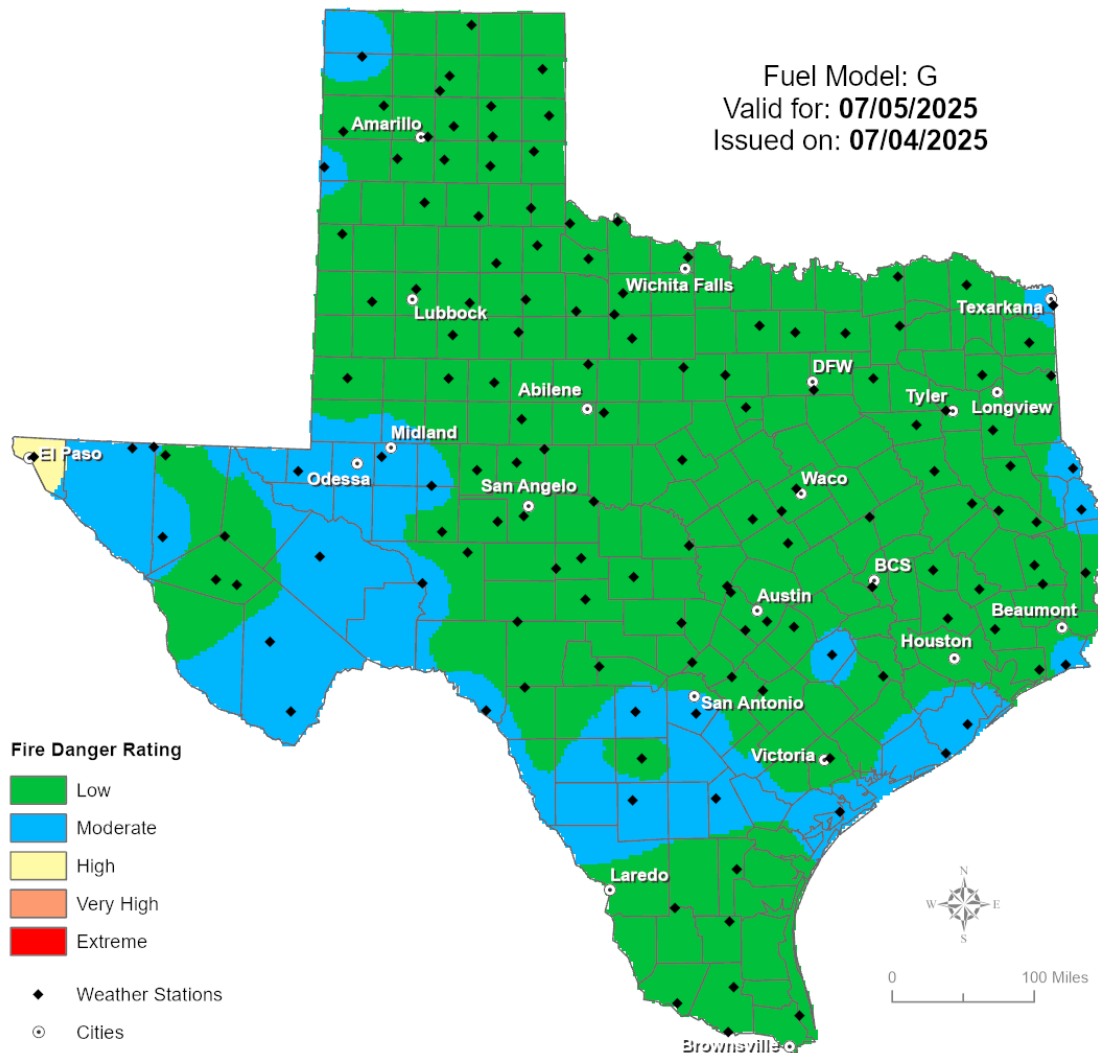 Fuel Model: G
Valid for: 07/05/2025
Issued on: 07/04/2025
Amarillo
Wichita Falls
Lubbock
Texarkana
DFW
Abilene
Tyler
Longview
Midland
El Paso
Odessa
San Angelo
Waco
BCS
Austin
Beaumont
Houston
San Antonio
Victoria
Laredo
Brownsville
Fire Danger Rating
Low
Moderate
High
Very High
Extreme
Weather Stations
Cities
N
W
E
S
0
100 Miles